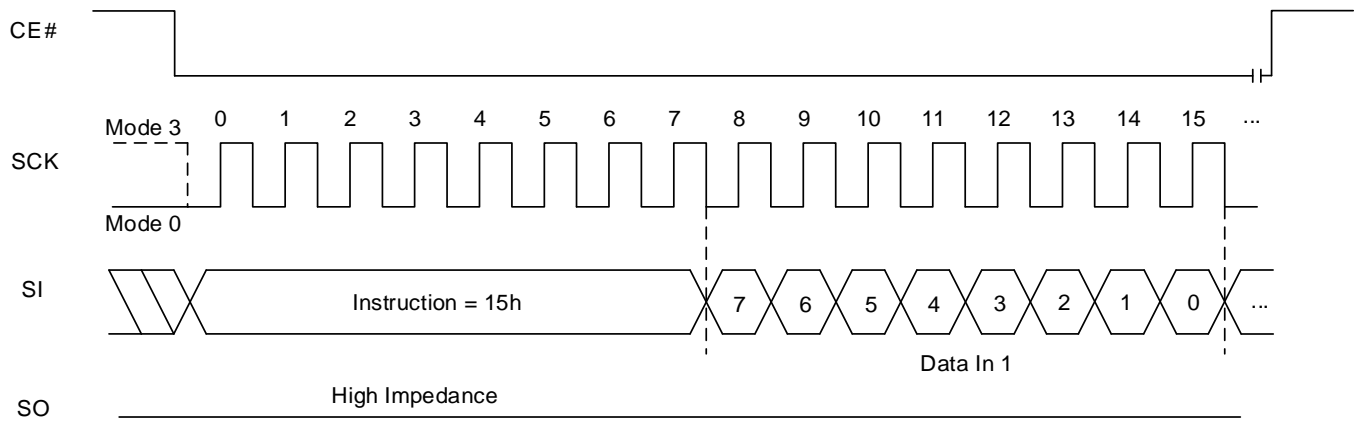 CE#
Mode 3
0 1 2 3 4 5 6 7 8 9 10 11 12 13 14 15 ...
SCK
Mode 0
SI
Instruction = 15h
7 6 5 4 3 2 1 0 ...
Data In 1
High Impedance
SO